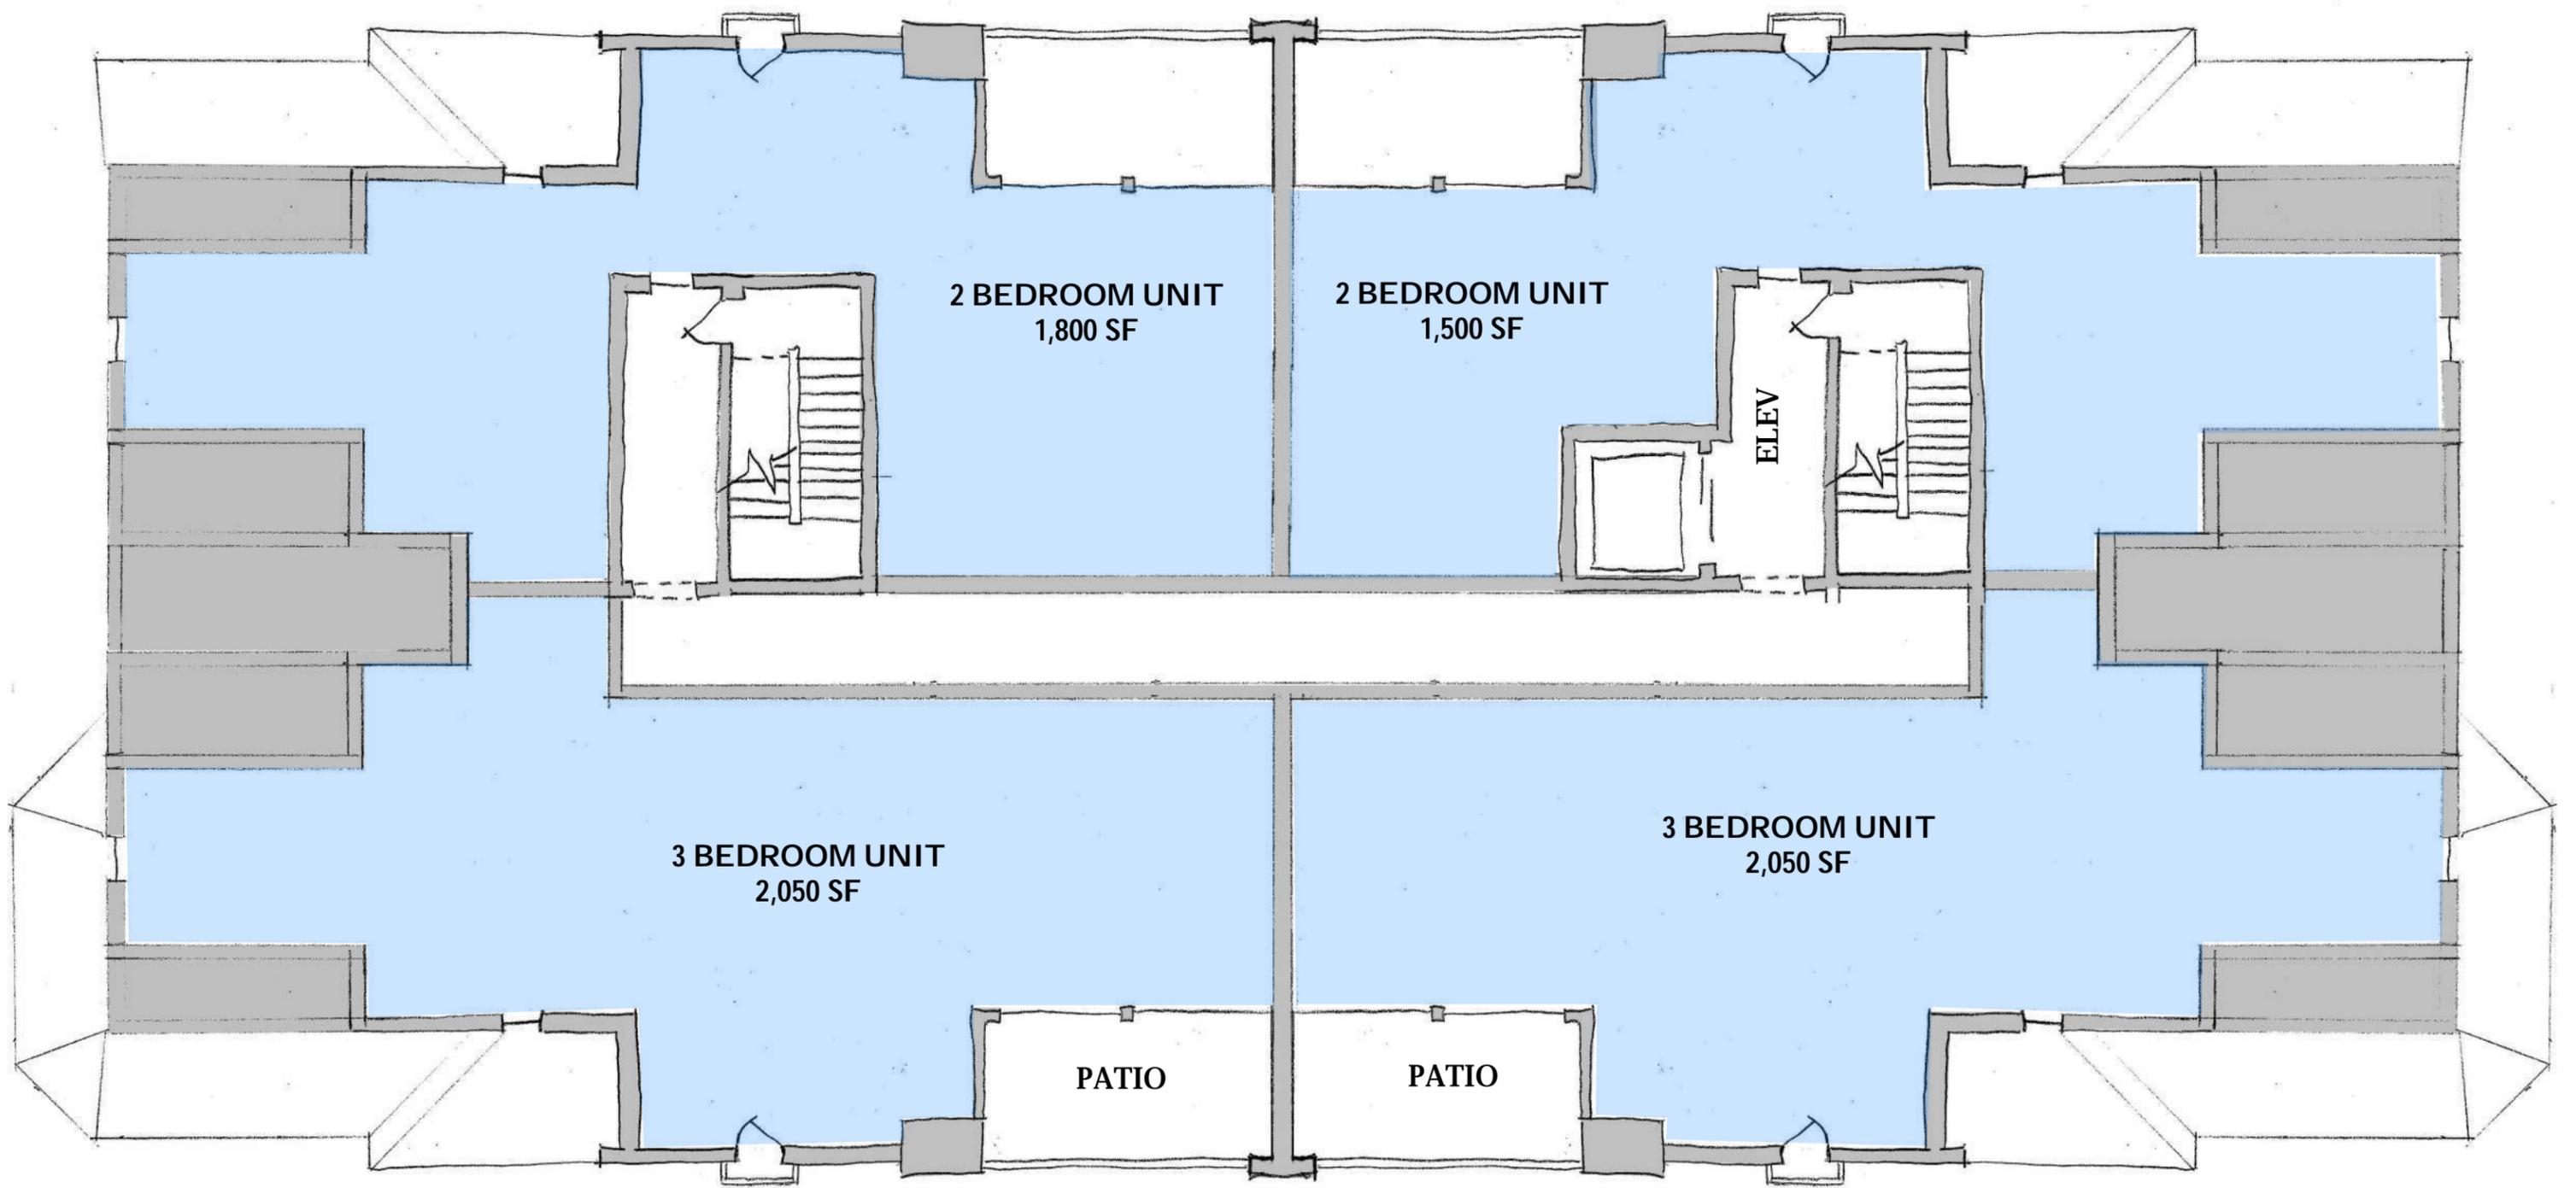 2 BEDROOM UNIT
1,800 SF
2 BEDROOM UNIT
1,500 SF
ELEV
3 BEDROOM UNIT
2,050 SF
3 BEDROOM UNIT
2,050 SF
PATIO
PATIO